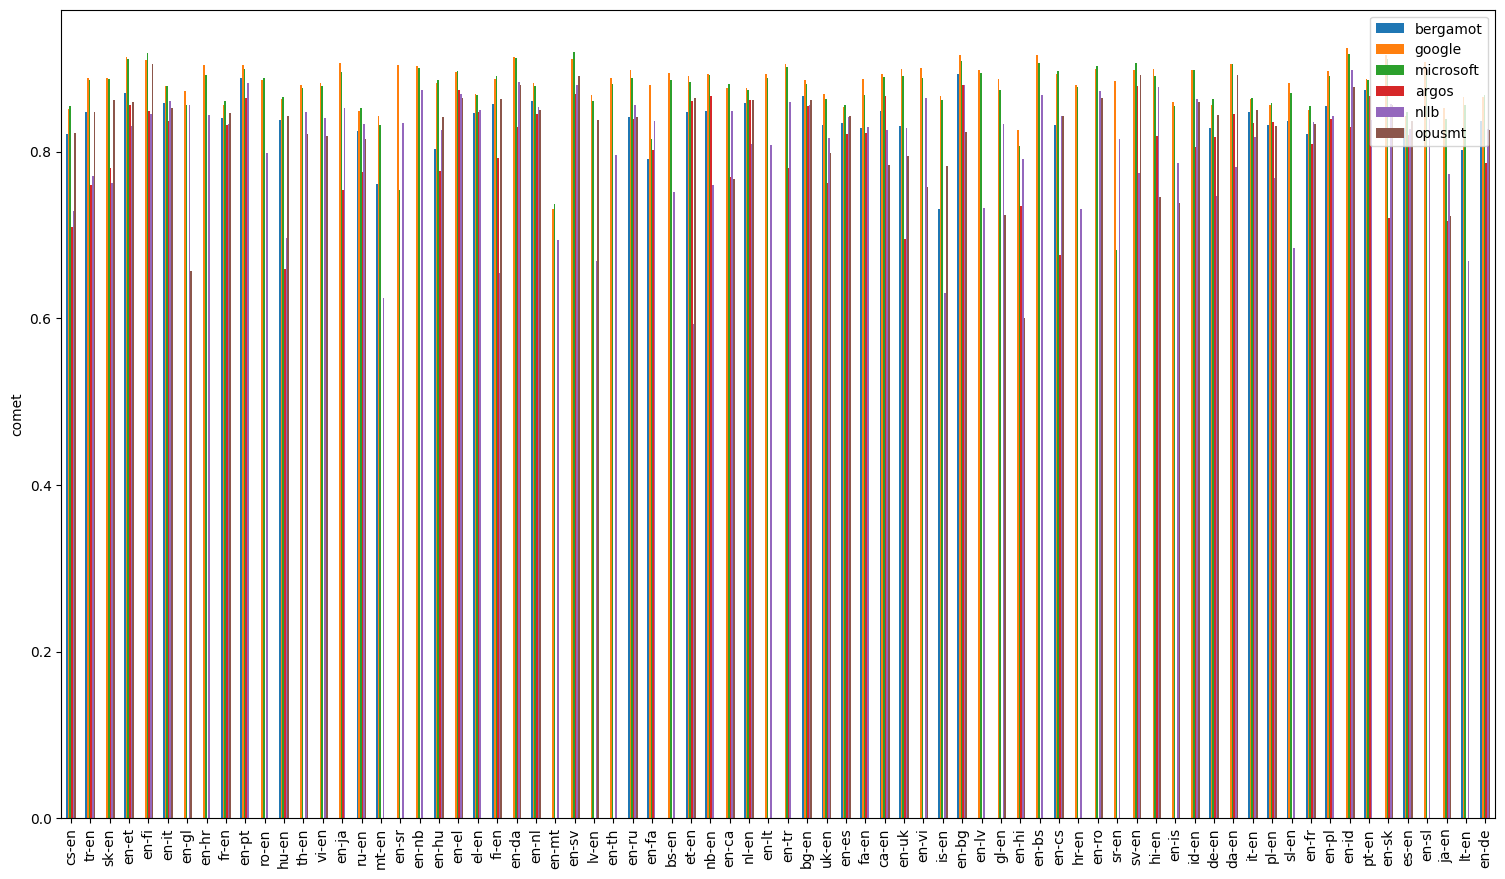 bergamot
google
microsoft
argos
nllb
opusmt
comet
0.8
0.6
0.4
0.2
0.0
cs-en
tr-en
sk-en
en-et
en-fi
en-it
en-gl
en-hr
fr-en
en-pt
ro-en
hu-en
th-en
vi-en
en-ja
ru-en
mt-en
en-sr
en-nb
en-hu
en-el
el-en
fi-en
en-da
en-nl
en-mt
en-sv
lv-en
en-th
en-ru
en-fa
bs-en
et-en
nb-en
en-ca
nl-en
en-lt
en-tr
bg-en
uk-en
en-es
fa-en
ca-en
en-uk
en-vi
is-en
en-bg
en-lv
gl-en
en-hi
en-bs
en-cs
hr-en
en-ro
sr-en
sv-en
hi-en
en-is
id-en
de-en
da-en
it-en
pl-en
sl-en
en-fr
en-pl
en-id
pt-en
en-sk
es-en
en-sl
ja-en
lt-en
en-de